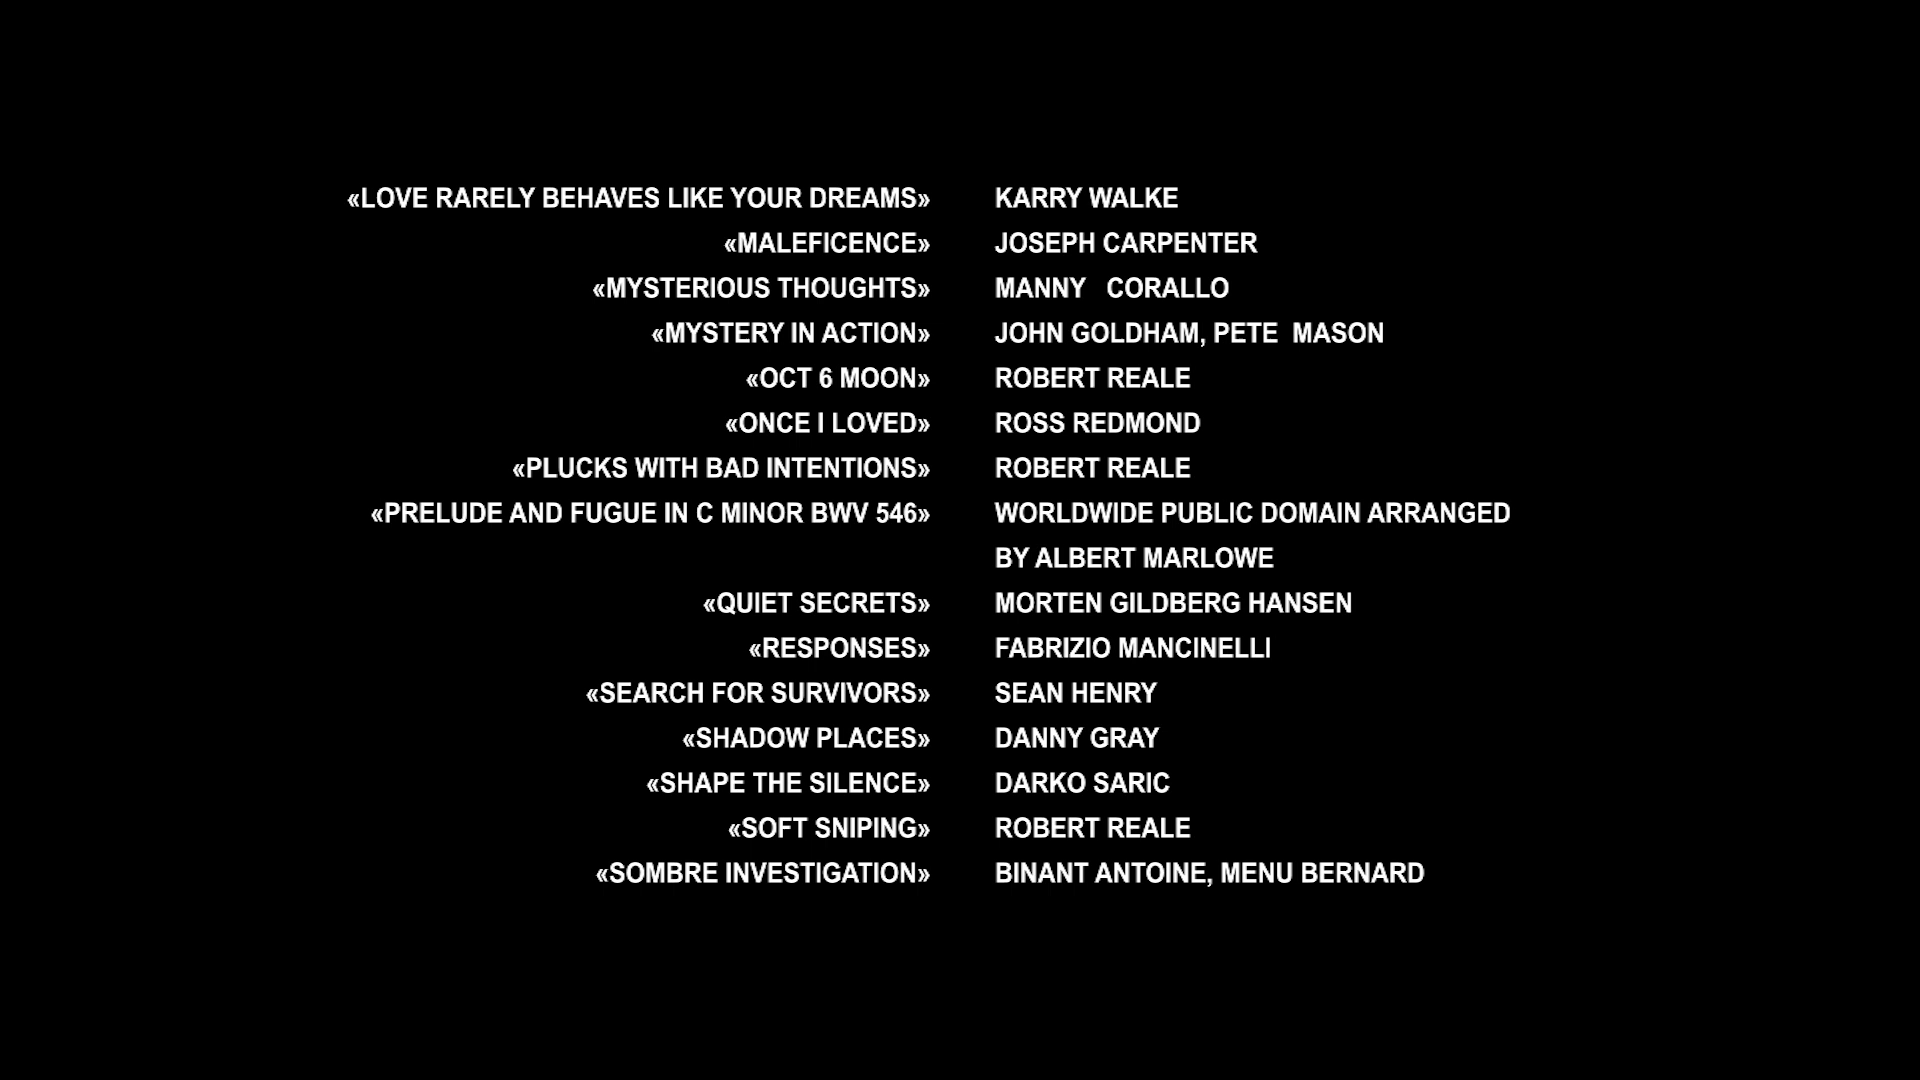 «LOVE RARELY BEHAVES LIKE YOUR DREAMS» KARRY WALKE
«MALEFICENCE» JOSEPH CARPENTER
«MYSTERIOUS THOUGHTS» MANNY   CORALLO
«MYSTERY IN ACTION» JOHN GOLDHAM, PETE  MASON
«OCT 6 MOON» ROBERT REALE
«ONCE I LOVED» ROSS REDMOND
«PLUCKS WITH BAD INTENTIONS» ROBERT REALE
«PRELUDE AND FUGUE IN C MINOR BWV 546» WORLDWIDE PUBLIC DOMAIN ARRANGED
BY ALBERT MARLOWE
«QUIET SECRETS» MORTEN GILDBERG HANSEN
«RESPONSES» FABRIZIO MANCINELLI
«SEARCH FOR SURVIVORS» SEAN HENRY
«SHADOW PLACES» DANNY GRAY
«SHAPE THE SILENCE» DARKO SARIC
«SOFT SNIPING» ROBERT REALE
«SOMBRE INVESTIGATION» BINANT ANTOINE, MENU BERNARD